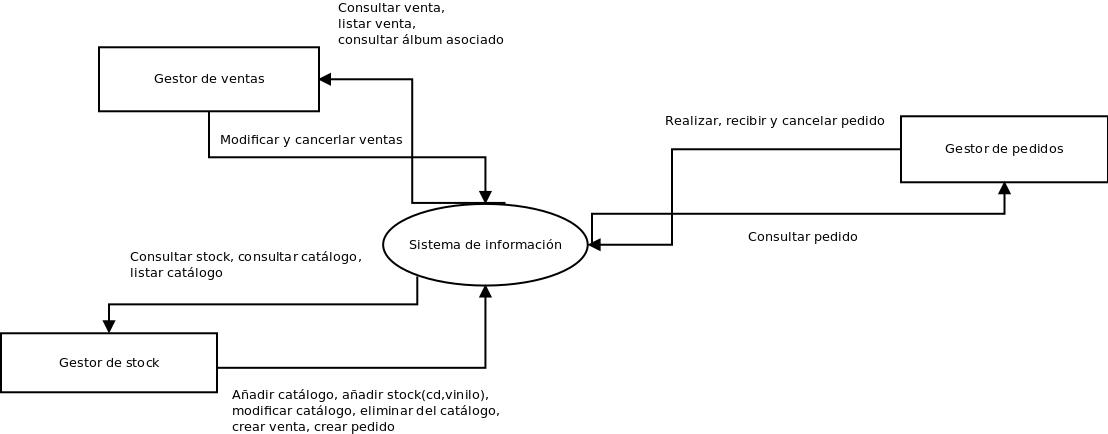 Consultar venta,
listar venta,
consultar álbum asociado
Gestor de ventas
Modificar y cancerlar ventas
Realizar, recibir y cancelar pedido
Gestor de pedidos
Consultar pedido
Sistema de información
Consultar stock, consultar catálogo,
listar catálogo
Gestor de stock
Añadir catálogo, añadir stock(cd,vinilo),
modificar catálogo, eliminar del catálogo,
crear venta, crear pedido